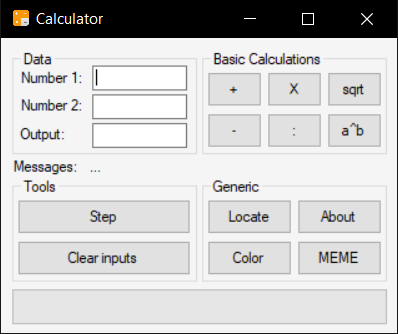 Calculator
Data
Number 1:
Number 2:
Output:
Basic Calculations
+ X sqrt
- : a^b
Messages: ...
Tools
Step
Clear inputs
Generic
Locate About
Color MEME